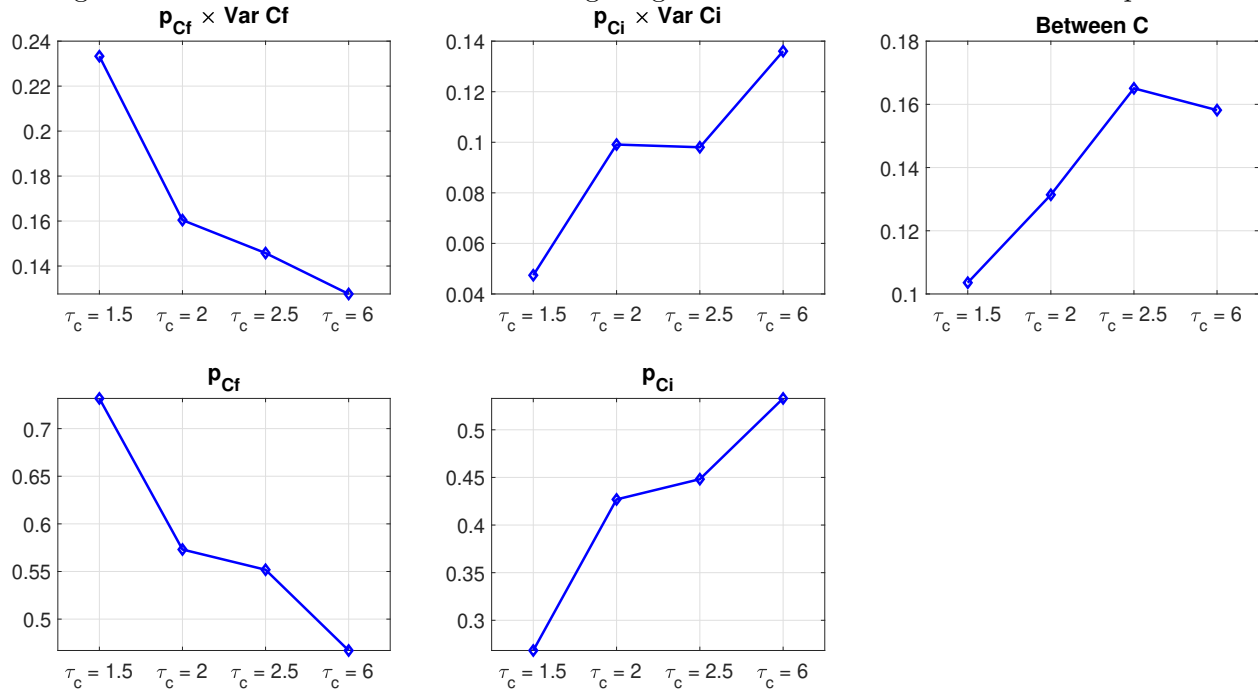 p_Cf × Var Cf
0.24
0.22
0.2
0.18
0.16
0.14
τ_c = 1.5 τ_c = 2 τ_c = 2.5 τ_c = 6
p_Ci × Var Ci
0.14
0.12
0.1
0.08
0.06
0.04
τ_c = 1.5 τ_c = 2 τ_c = 2.5 τ_c = 6
Between C
0.18
0.16
0.14
0.12
0.1
τ_c = 1.5 τ_c = 2 τ_c = 2.5 τ_c = 6
p_Cf
0.7
0.65
0.6
0.55
0.5
τ_c = 1.5 τ_c = 2 τ_c = 2.5 τ_c = 6
p_Ci
0.5
0.45
0.4
0.35
0.3
τ_c = 1.5 τ_c = 2 τ_c = 2.5 τ_c = 6